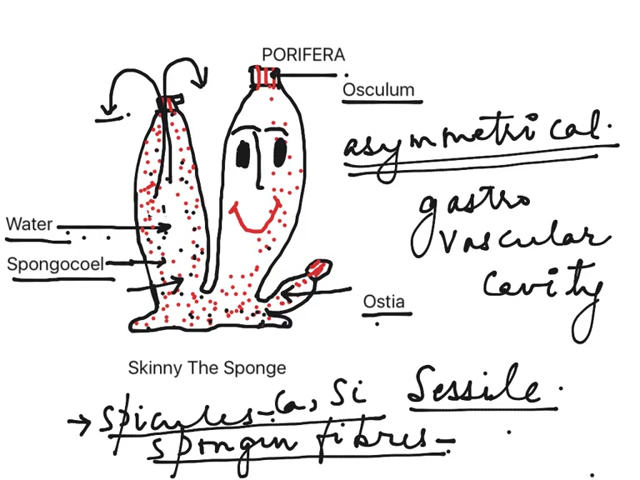 PORIFERA
Osculum
asymmetrical.
gastro
vascular
cavity
Water
Spongocoel
Ostia
Skinny The Sponge
Sessile.
→ Spicules - Ca, Si
spongin fibres -